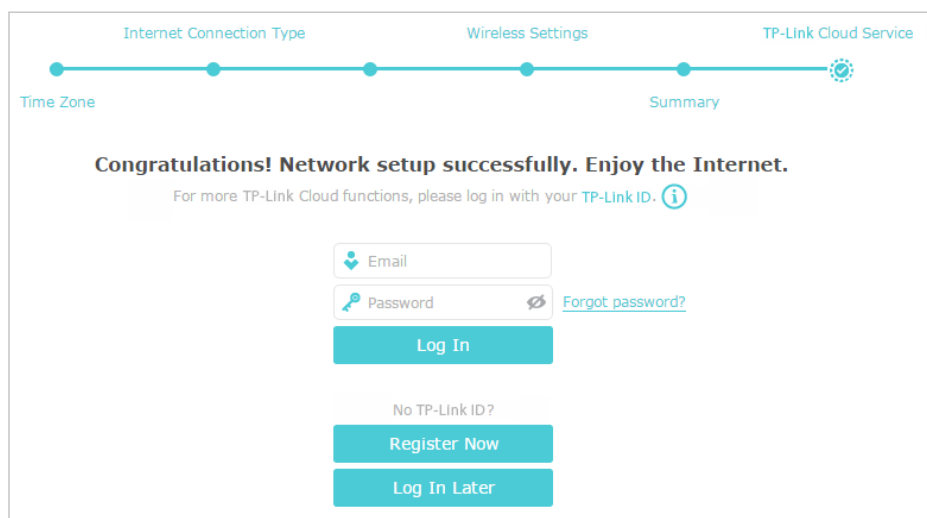 Internet Connection Type Wireless Settings TP-Link Cloud Service
Time Zone Summary
Congratulations! Network setup successfully. Enjoy the Internet.
For more TP-Link Cloud functions, please log in with your TP-Link ID. i
Email
Password Forgot password?
Log In
No TP-Link ID?
Register Now
Log In Later